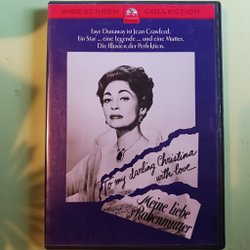 WIDESCREEN COLLECTION
Faye Dunaway ist Joan Crawford.
Ein Star ... eine Legende ... und eine Mutter.
Die Illusion der Perfektion.
To my darling Christina
with love
Meine liebe
Rabenmutter